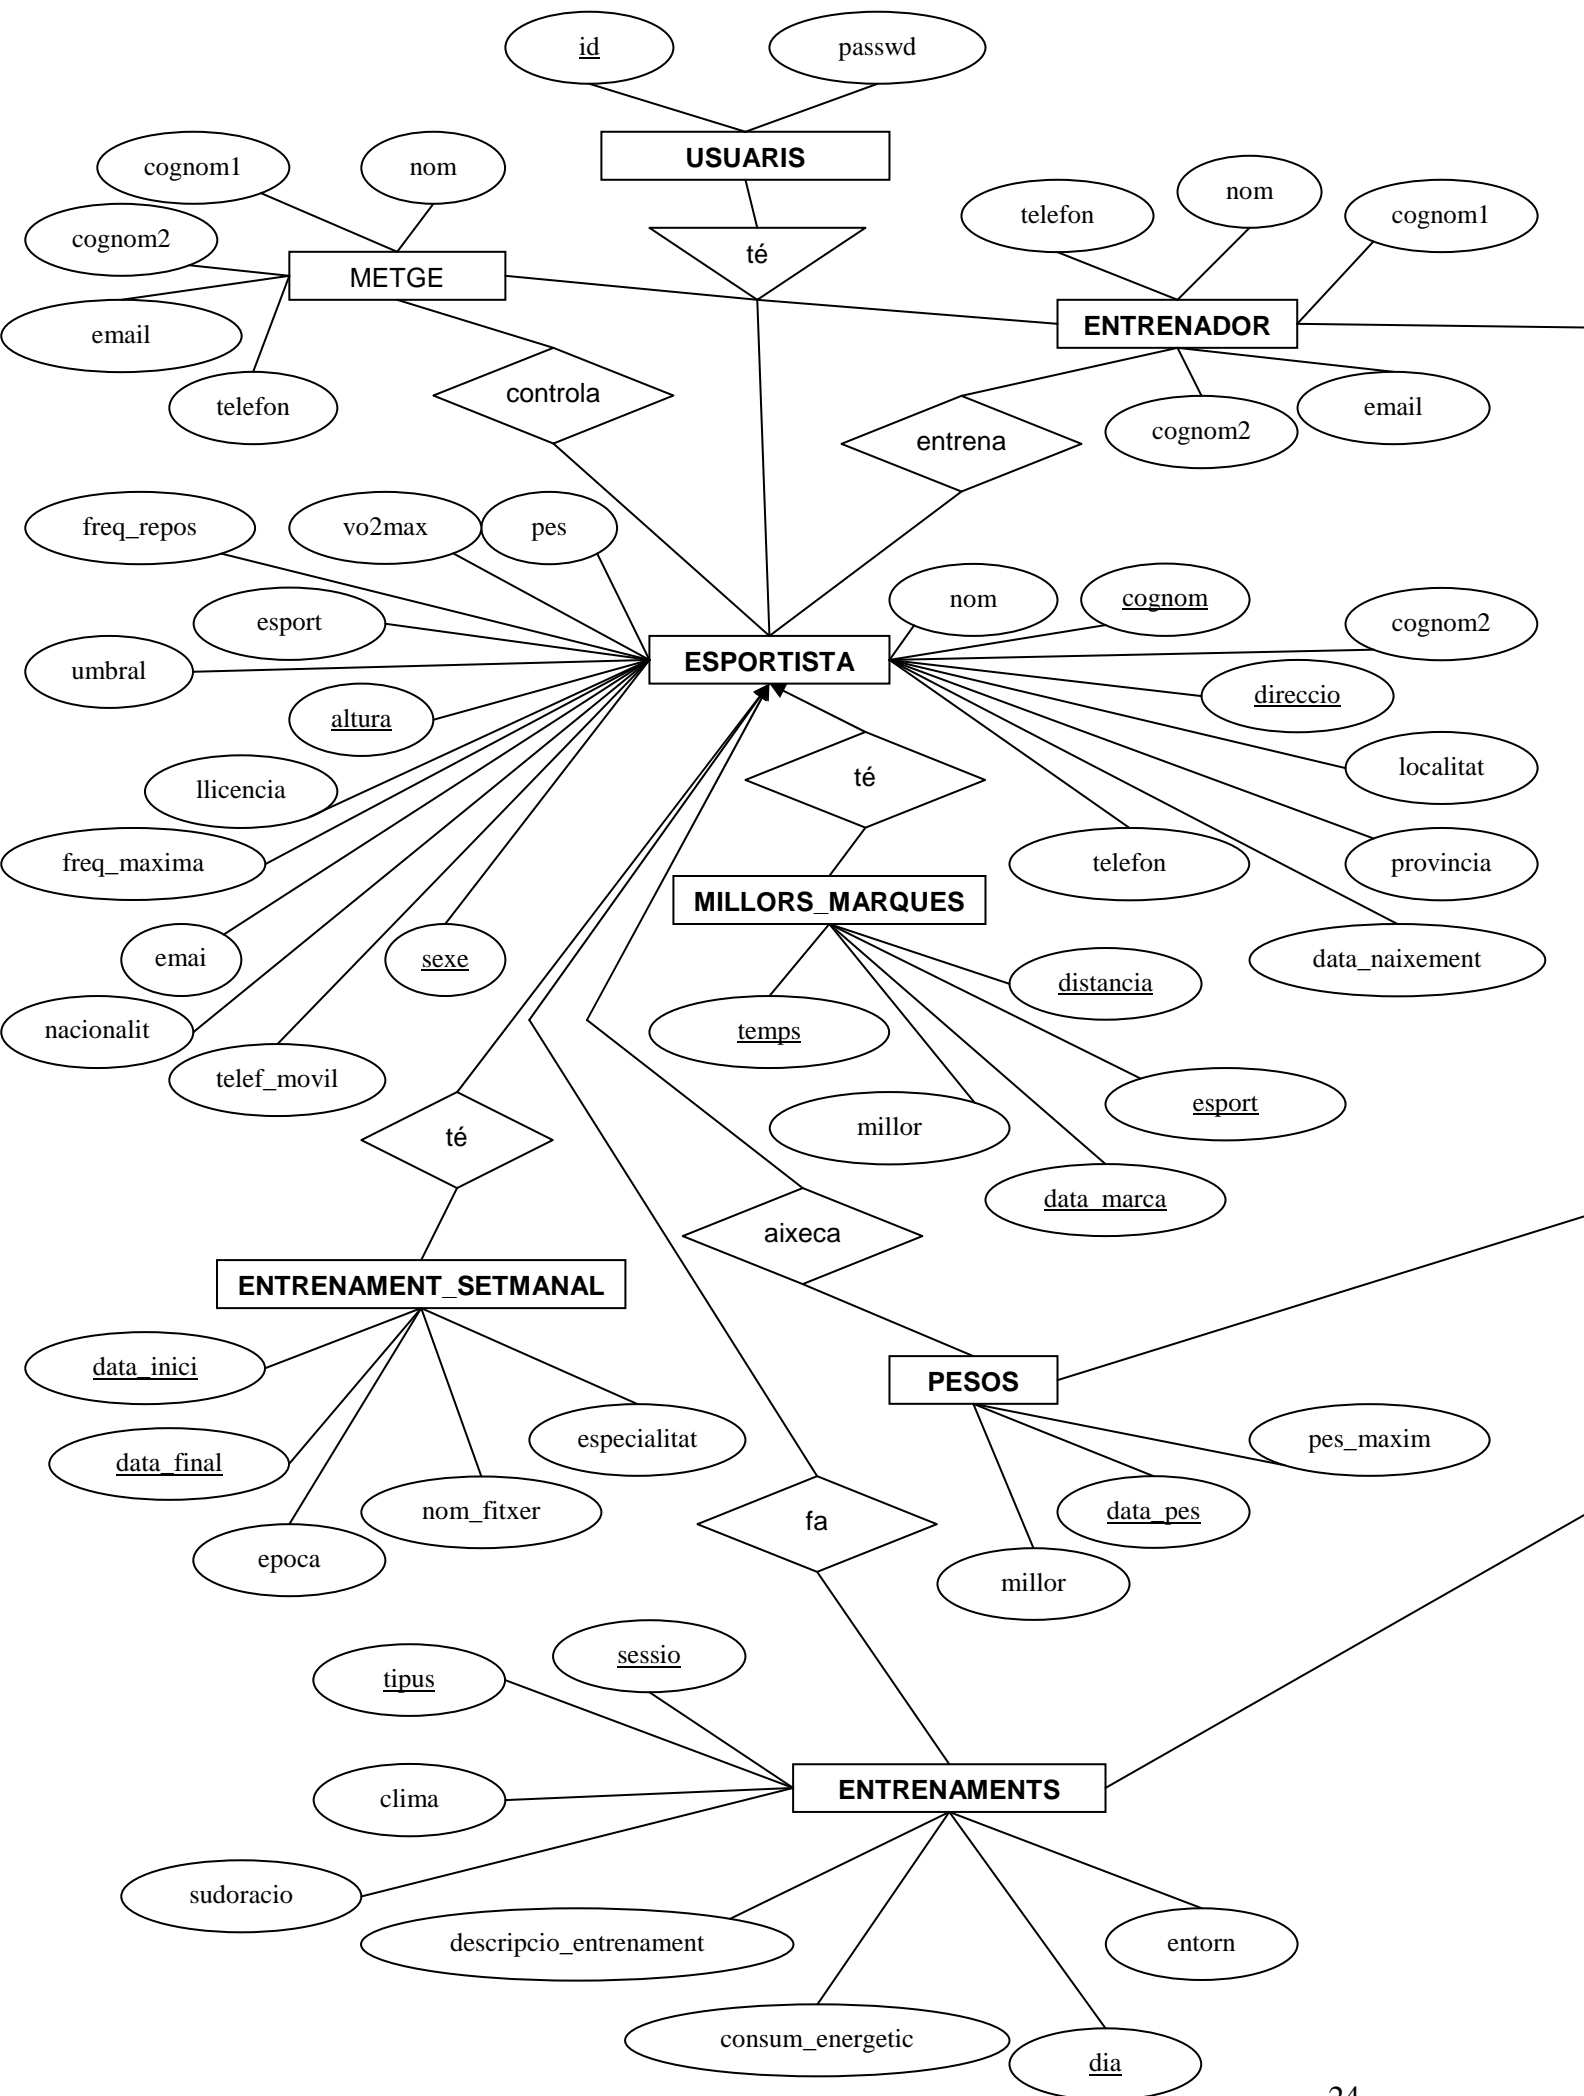 id
passwd
USUARIS
cognom1
nom
telefon
nom
cognom1
cognom2
té
METGE
email
ENTRENADOR
telefon
controla
entrena
cognom2
email
freq_repos
vo2max
pes
esport
nom
cognom
cognom2
umbral
ESPORTISTA
altura
direccio
llicencia
té
localitat
freq_maxima
telefon
provincia
MILLORS_MARQUES
emai
sexe
distancia
data_naixement
nacionalit
temps
telef_movil
esport
millor
té
data_marca
aixeca
ENTRENAMENT_SETMANAL
data_inici
PESOS
especialitat
pes_maxim
data_final
nom_fitxer
fa
data_pes
epoca
millor
sessio
tipus
ENTRENAMENTS
clima
sudoracio
descripcio_entrenament
entorn
consum_energetic
dia
24